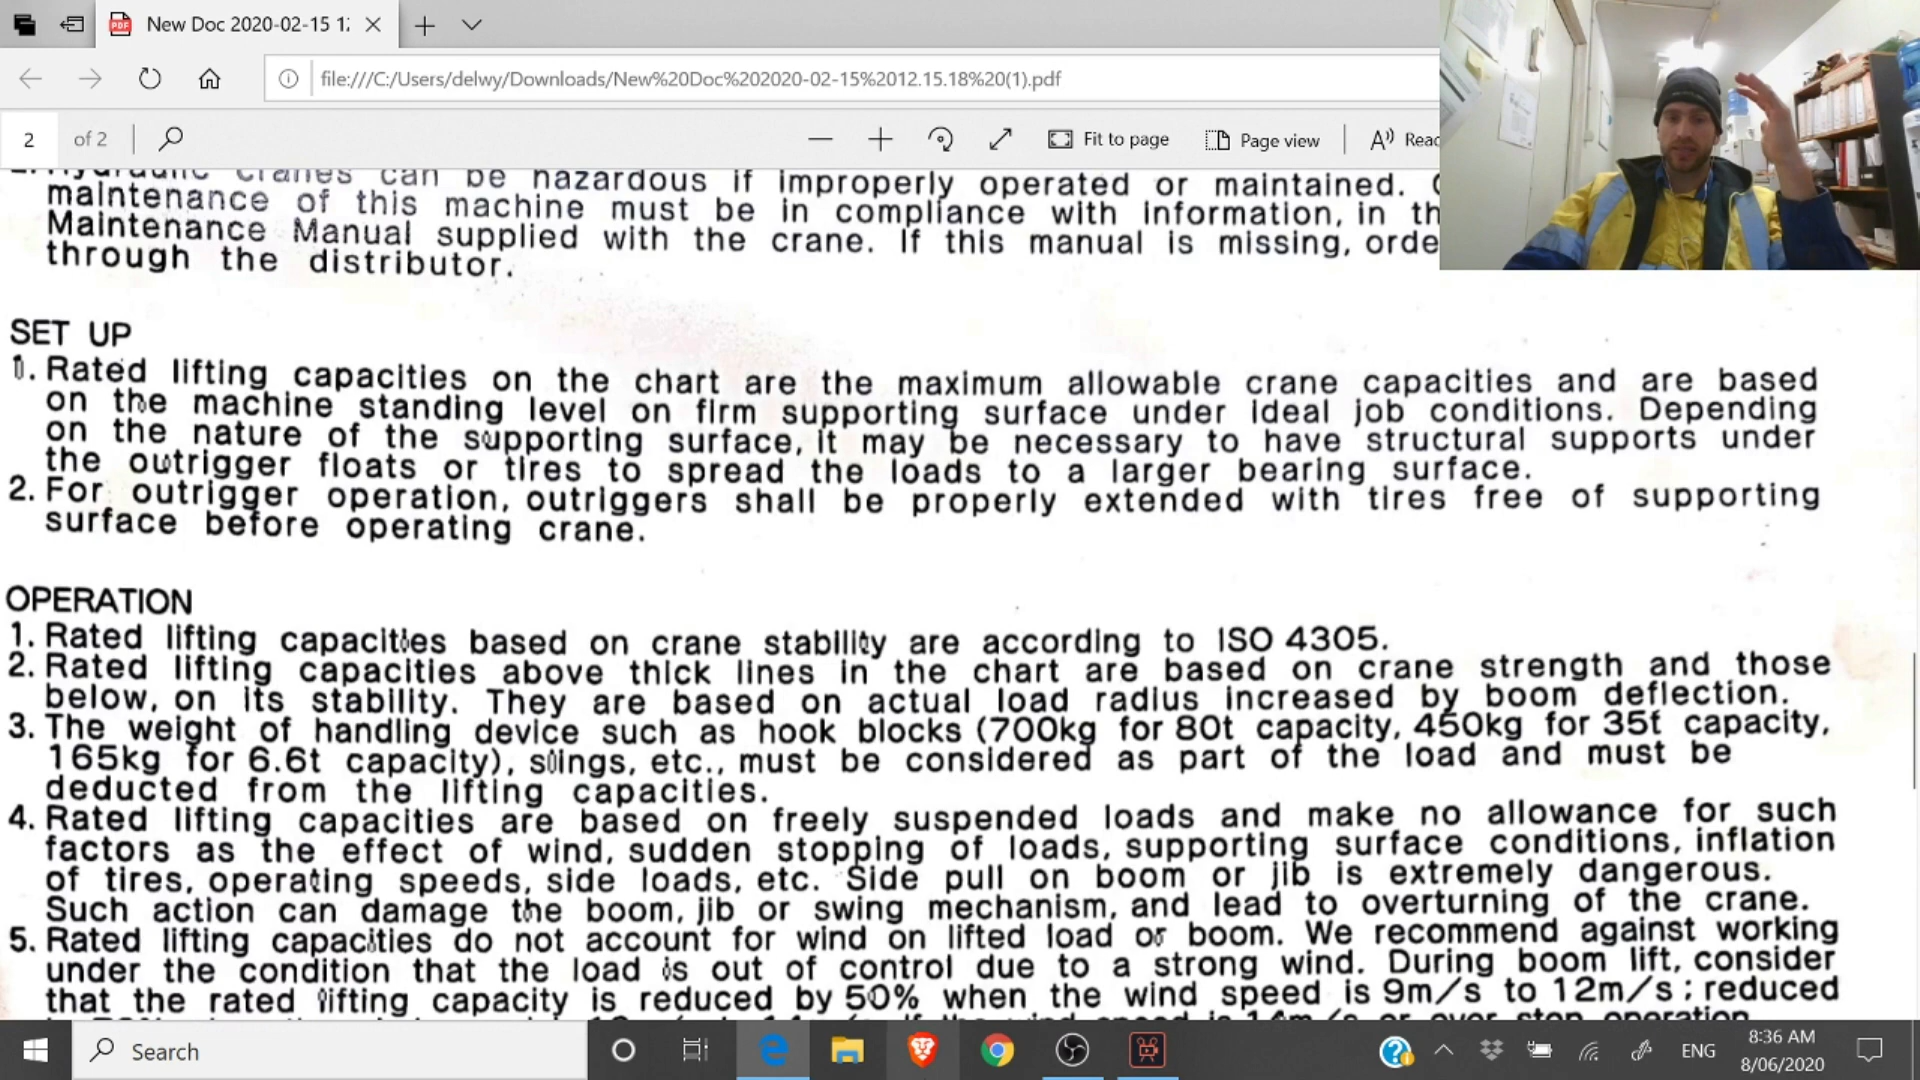 New Doc 2020-02-15 12
file:///C:/Users/delwy/Downloads/New%20Doc%202020-02-15%2012.15.18%20(1).pdf
2 of 2
Fit to page
Page view
Hydraulic cranes can be hazardous if improperly operated or maintained.
maintenance of this machine must be in compliance with information, in
Maintenance Manual supplied with the crane. If this manual is missing,
through the distributor.
SET UP
1. Rated lifting capacities on the chart are the maximum allowable crane capacities and are based
on the machine standing level on firm supporting surface under ideal job conditions. Depending
on the nature of the supporting surface, it may be necessary to have structural supports under
the outrigger floats or tires to spread the loads to a larger bearing surface.
2. For outrigger operation, outriggers shall be properly extended with tires free of supporting
surface before operating crane.
OPERATION
1. Rated lifting capacities based on crane stability are according to ISO 4305.
2. Rated lifting capacities above thick lines in the chart are based on crane strength and those
below, on its stability. They are based on actual load radius increased by boom deflection.
3. The weight of handling device such as hook blocks (700kg for 80t capacity, 450kg for 35t capacity,
165kg for 6.6t capacity), slings, etc., must be considered as part of the load and must be
deducted from the lifting capacities.
4. Rated lifting capacities are based on freely suspended loads and make no allowance for such
factors as the effect of wind, sudden stopping of loads, supporting surface conditions, inflation
of tires, operating speeds, side loads, etc. Side pull on boom or jib is extremely dangerous.
Such action can damage the boom, jib or swing mechanism, and lead to overturning of the crane.
5. Rated lifting capacities do not account for wind on lifted load or boom. We recommend against working
under the condition that the load is out of control due to a strong wind. During boom lift, consider
that the rated lifting capacity is reduced by 50% when the wind speed is 9m/s to 12m/s; reduced
Search
ENG
8:36 AM
8/06/2020